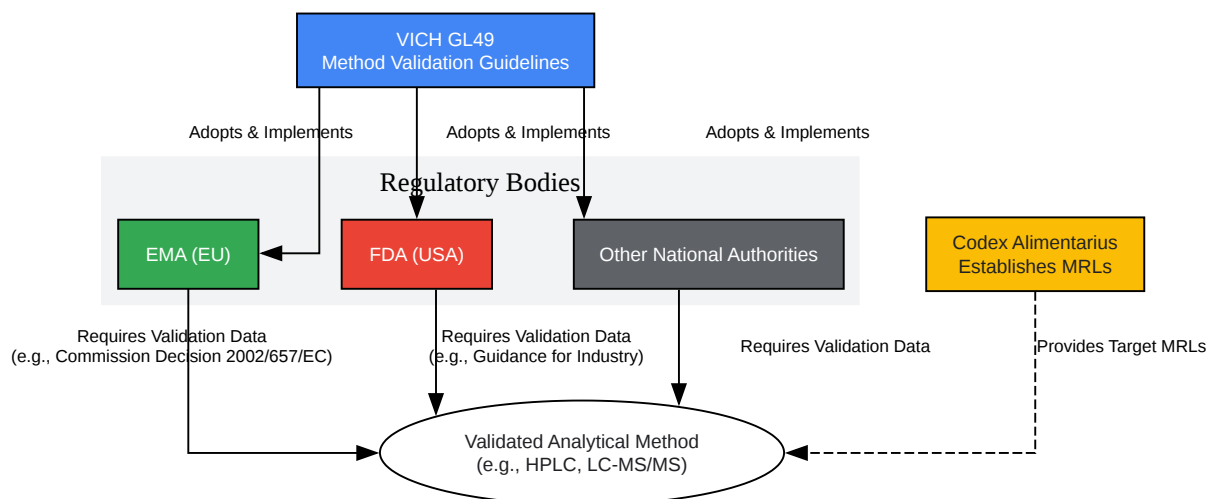 VICH GL49
Method Validation Guidelines
Adopts & Implements
Adopts & Implements
Adopts & Implements
Regulatory Bodies
EMA (EU)
FDA (USA)
Other National Authorities
Codex Alimentarius
Establishes MRLs
Requires Validation Data
(e.g., Commission Decision 2002/657/EC)
Requires Validation Data
(e.g., Guidance for Industry)
Requires Validation Data
Provides Target MRLs
Validated Analytical Method
(e.g., HPLC, LC-MS/MS)